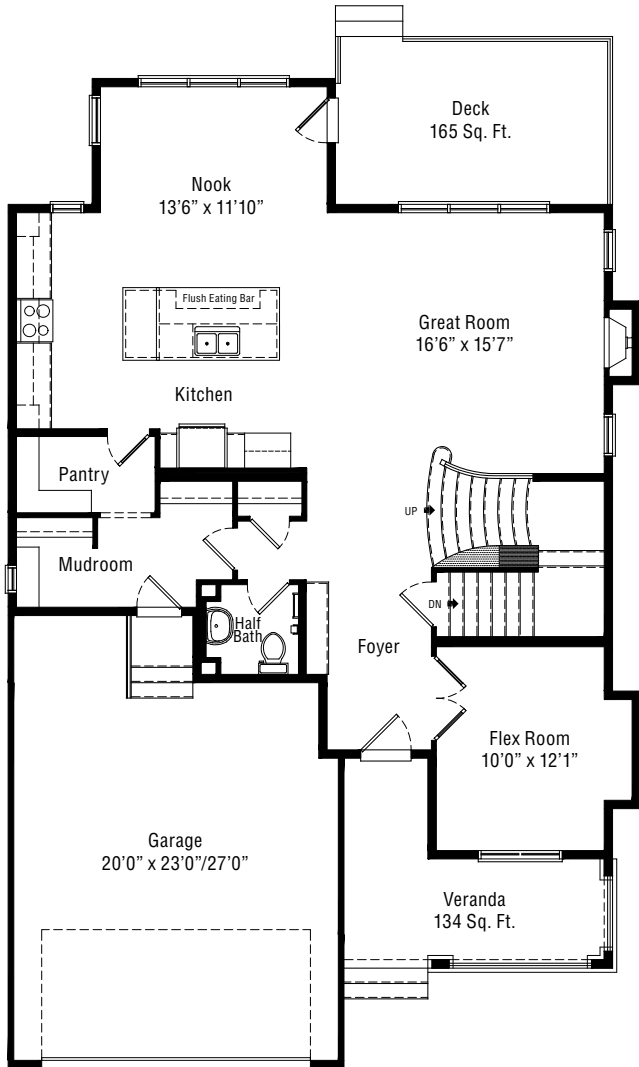 Deck
165 Sq. Ft.
Nook
13’6” x 11’10”
Flush Eating Bar
Great Room
16’6” x 15’7”
Kitchen
Pantry
UP
Mudroom
DN
Half
Bath
Foyer
Flex Room
10’0” x 12’1”
Garage
20’0” x 23’0”/27’0”
Veranda
134 Sq. Ft.